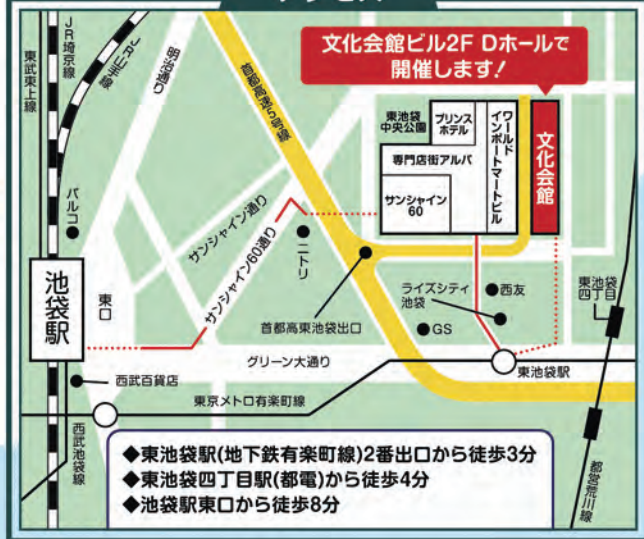 文化会館ビル2F Dホールで
開催します!
東武東上線
JR埼京線
JR山手線
明治通り
首都高速5号線
東池袋
中央公園
プリンス
ホテル
ワールド
インポートマートビル
文化会館
専門店街アルパ
サンシャイン
60
パルコ
サンシャイン通り
サンシャイン60通り
ニトリ
池袋駅
東口
首都高東池袋出口
ライズシティ
池袋
西友
GS
東池袋
四丁目
グリーン大通り
東池袋駅
西武百貨店
東京メトロ有楽町線
西武池袋線
都営荒川線
◆東池袋駅(地下鉄有楽町線)2番出口から徒歩3分
◆東池袋四丁目駅(都電)から徒歩4分
◆池袋駅東口から徒歩8分